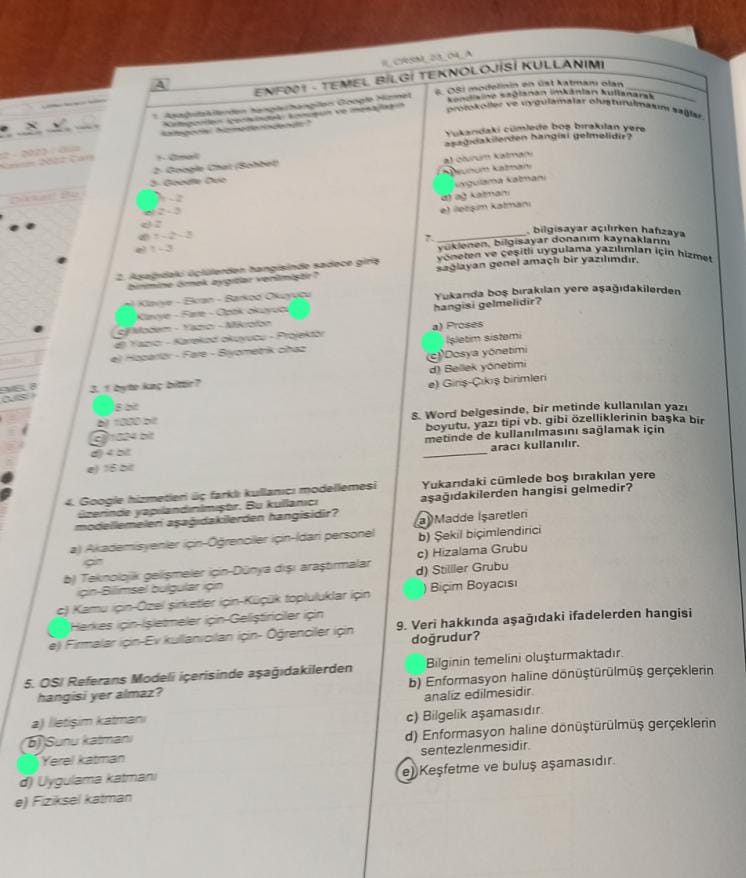 II_CRSM_23_04_A
A
ENF001 - TEMEL BİLGİ TEKNOLOJİSİ KULLANIMI
1. Aşağıdakilerden hangisi/hangileri Google Hizmet
Kategorileri içerisindeki konuşun ve mesajlaşın
kategorisi hizmetlerindendir?
1- Gmail
2- Google Chat (Sohbet)
3- Google Duo
1 - 2
2 - 3
c) 2
d) 1 - 2 - 3
e) 1 - 3
2. Aşağıdaki üçlülerden hangisinde sadece giriş
birimine örnek aygıtlar verilmiştir?
a) Klavye - Ekran - Barkod Okuyucu
Klavye - Fare - Optik okuyucu
c) Modem - Yazıcı - Mikrofon
d) Yazıcı - Karekod okuyucu - Projektör
e) Hoparlör - Fare - Biyometrik cihaz
3. 1 byte kaç bittir?
8 bit
b) 1000 bit
c) 1024 bit
d) 4 bit
e) 16 bit
4. Google hizmetleri üç farklı kullanıcı modellemesi
üzerinde yapılandırılmıştır. Bu kullanıcı
modellemeleri aşağıdakilerden hangisidir?
a) Akademisyenler için-Öğrenciler için-İdari personel
için
b) Teknolojik gelişmeler için-Dünya dışı araştırmalar
için-Bilimsel bulgular için
c) Kamu için-Özel şirketler için-Küçük topluluklar için
Herkes için-İşletmeler için-Geliştiriciler için
e) Firmalar için-Ev kullanıcıları için- Öğrenciler için
5. OSI Referans Modeli içerisinde aşağıdakilerden
hangisi yer almaz?
a) İletişim katmanı
b) Sunu katmanı
Yerel katman
d) Uygulama katmanı
e) Fiziksel katman
6. OSI modelinin en üst katmanı olan
kendisine sağlanan imkânları kullanarak
protokoller ve uygulamalar oluşturulmasını sağlar.
Yukarıdaki cümlede boş bırakılan yere
aşağıdakilerden hangisi gelmelidir?
a) oturum katmanı
b) sunum katmanı
uygulama katmanı
d) ağ katmanı
e) iletişim katmanı
7. ____________, bilgisayar açılırken hafızaya
yüklenen, bilgisayar donanım kaynaklarını
yöneten ve çeşitli uygulama yazılımları için hizmet
sağlayan genel amaçlı bir yazılımdır.
Yukarıda boş bırakılan yere aşağıdakilerden
hangisi gelmelidir?
a) Proses
İşletim sistemi
c) Dosya yönetimi
d) Bellek yönetimi
e) Giriş-Çıkış birimleri
8. Word belgesinde, bir metinde kullanılan yazı
boyutu, yazı tipi vb. gibi özelliklerinin başka bir
metinde de kullanılmasını sağlamak için
__________ aracı kullanılır.
Yukarıdaki cümlede boş bırakılan yere
aşağıdakilerden hangisi gelmedir?
a) Madde İşaretleri
b) Şekil biçimlendirici
c) Hizalama Grubu
d) Stilller Grubu
) Biçim Boyacısı
9. Veri hakkında aşağıdaki ifadelerden hangisi
doğrudur?
Bilginin temelini oluşturmaktadır.
b) Enformasyon haline dönüştürülmüş gerçeklerin
analiz edilmesidir.
c) Bilgelik aşamasıdır.
d) Enformasyon haline dönüştürülmüş gerçeklerin
sentezlenmesidir.
e) Keşfetme ve buluş aşamasıdır.